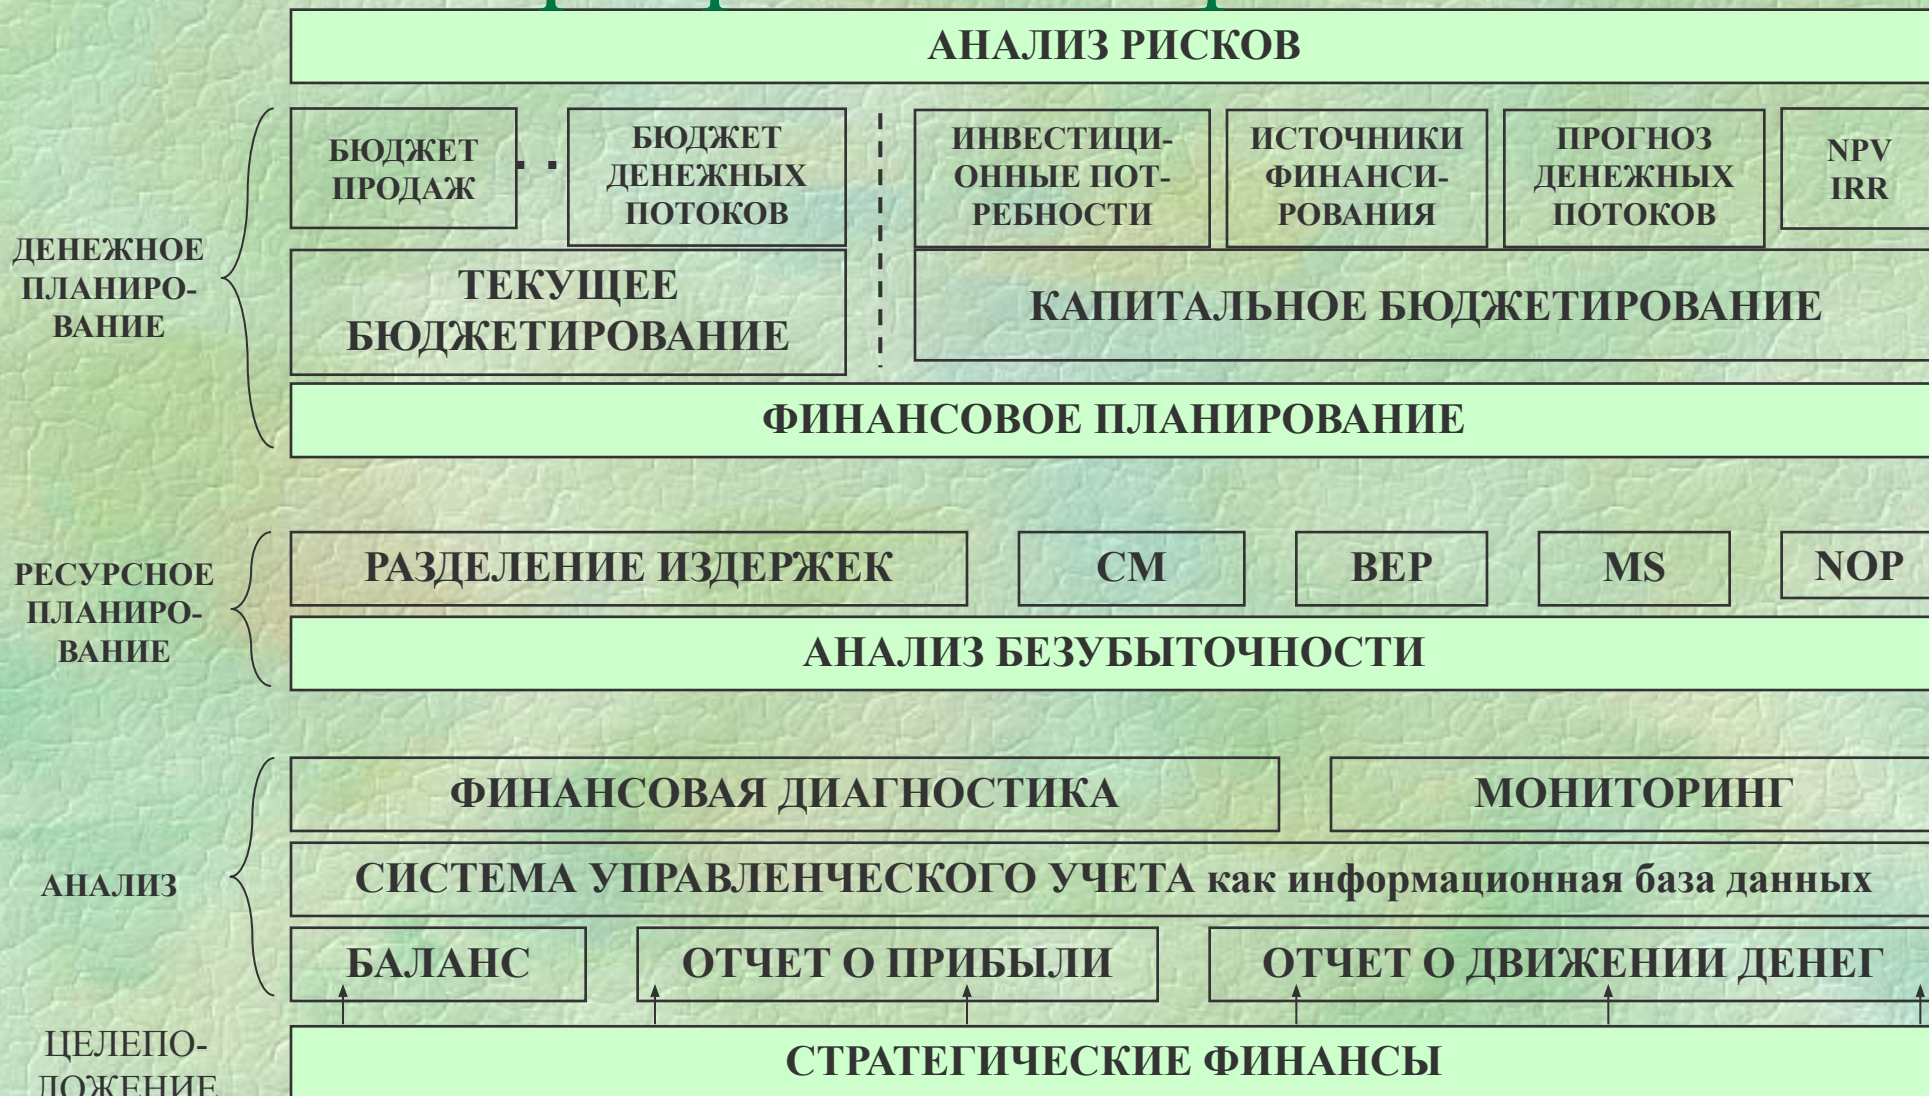 АНАЛИЗ РИСКОВ
БЮДЖЕТ
ПРОДАЖ
. .
БЮДЖЕТ
ДЕНЕЖНЫХ
ПОТОКОВ
ИНВЕСТИЦИ-
ОННЫЕ ПОТ-
РЕБНОСТИ
ИСТОЧНИКИ
ФИНАНСИ-
РОВАНИЯ
ПРОГНОЗ
ДЕНЕЖНЫХ
ПОТОКОВ
NPV
IRR
ДЕНЕЖНОЕ
ПЛАНИРО-
ВАНИЕ
ТЕКУЩЕЕ
БЮДЖЕТИРОВАНИЕ
КАПИТАЛЬНОЕ БЮДЖЕТИРОВАНИЕ
ФИНАНСОВОЕ ПЛАНИРОВАНИЕ
РЕСУРСНОЕ
ПЛАНИРО-
ВАНИЕ
РАЗДЕЛЕНИЕ ИЗДЕРЖЕК
CM
BEP
MS
NOP
АНАЛИЗ БЕЗУБЫТОЧНОСТИ
АНАЛИЗ
ФИНАНСОВАЯ ДИАГНОСТИКА
МОНИТОРИНГ
СИСТЕМА УПРАВЛЕНЧЕСКОГО УЧЕТА как информационная база данных
БАЛАНС
ОТЧЕТ О ПРИБЫЛИ
ОТЧЕТ О ДВИЖЕНИИ ДЕНЕГ
ЦЕЛЕПО-
ЛОЖЕНИЕ
СТРАТЕГИЧЕСКИЕ ФИНАНСЫ